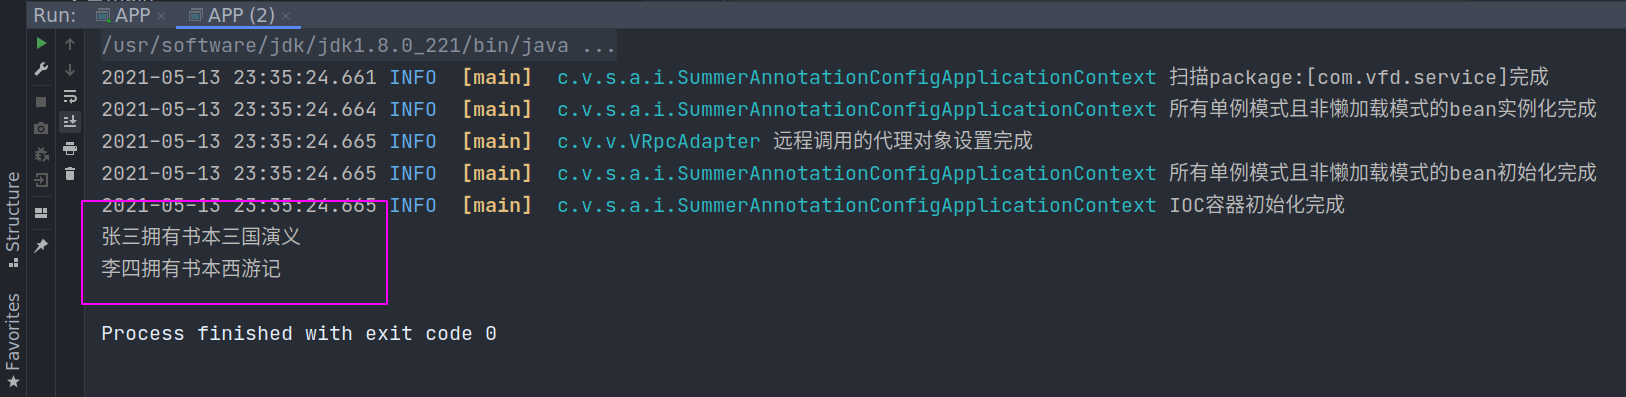 Run: APP × APP (2) ×
/usr/software/jdk/jdk1.8.0_221/bin/java ...
2021-05-13 23:35:24.661 INFO [main] c.v.s.a.i.SummerAnnotationConfigApplicationContext 扫描package:[com.vfd.service]完成
2021-05-13 23:35:24.664 INFO [main] c.v.s.a.i.SummerAnnotationConfigApplicationContext 所有单例模式且非懒加载模式的bean实例化完成
2021-05-13 23:35:24.665 INFO [main] c.v.v.VRpcAdapter 远程调用的代理对象设置完成
2021-05-13 23:35:24.665 INFO [main] c.v.s.a.i.SummerAnnotationConfigApplicationContext 所有单例模式且非懒加载模式的bean初始化完成
2021-05-13 23:35:24.665 INFO [main] c.v.s.a.i.SummerAnnotationConfigApplicationContext IOC容器初始化完成
张三拥有书本三国演义
李四拥有书本西游记
Process finished with exit code 0
Structure
Favorites